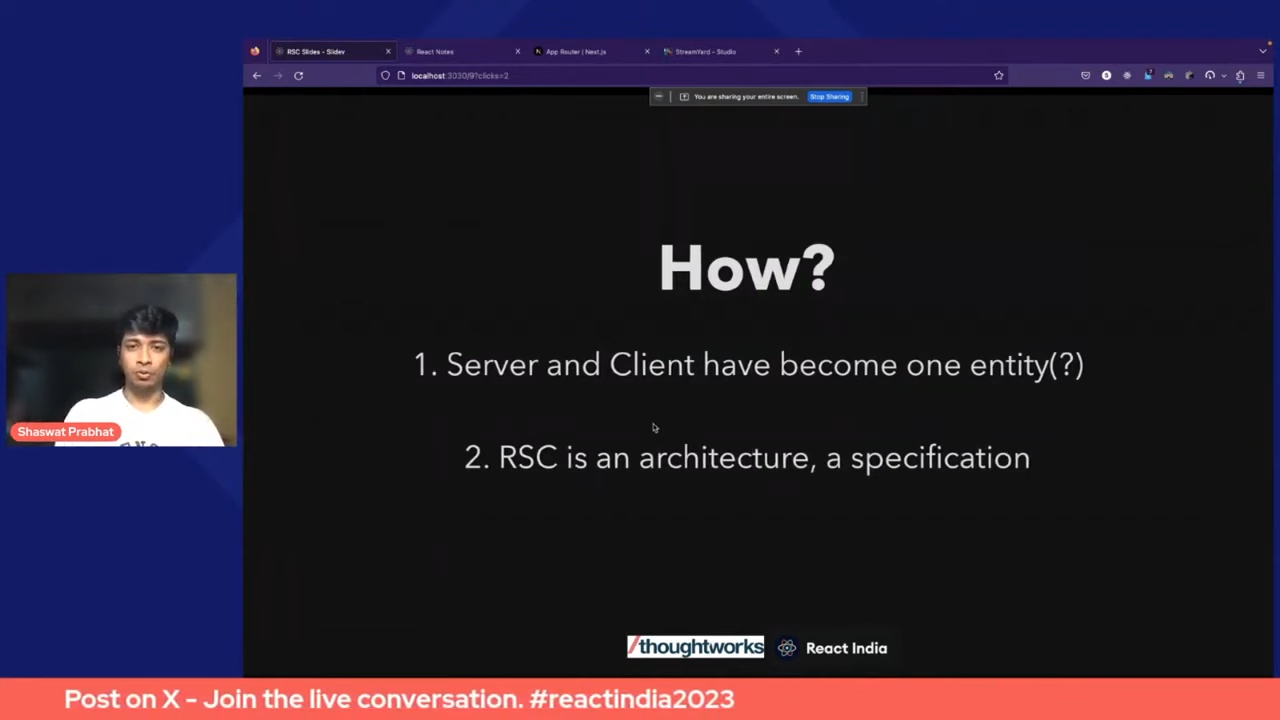 RSC Slides - Slidev
React Notes
App Router | Next.js
StreamYard - Studio
localhost:3030/9?clicks=2
You are sharing your entire screen.
Stop Sharing
How?
1. Server and Client have become one entity(?)
2. RSC is an architecture, a specification
Shaswat Prabhat
/thoughtworks
React India
Post on X - Join the live conversation. #reactindia2023